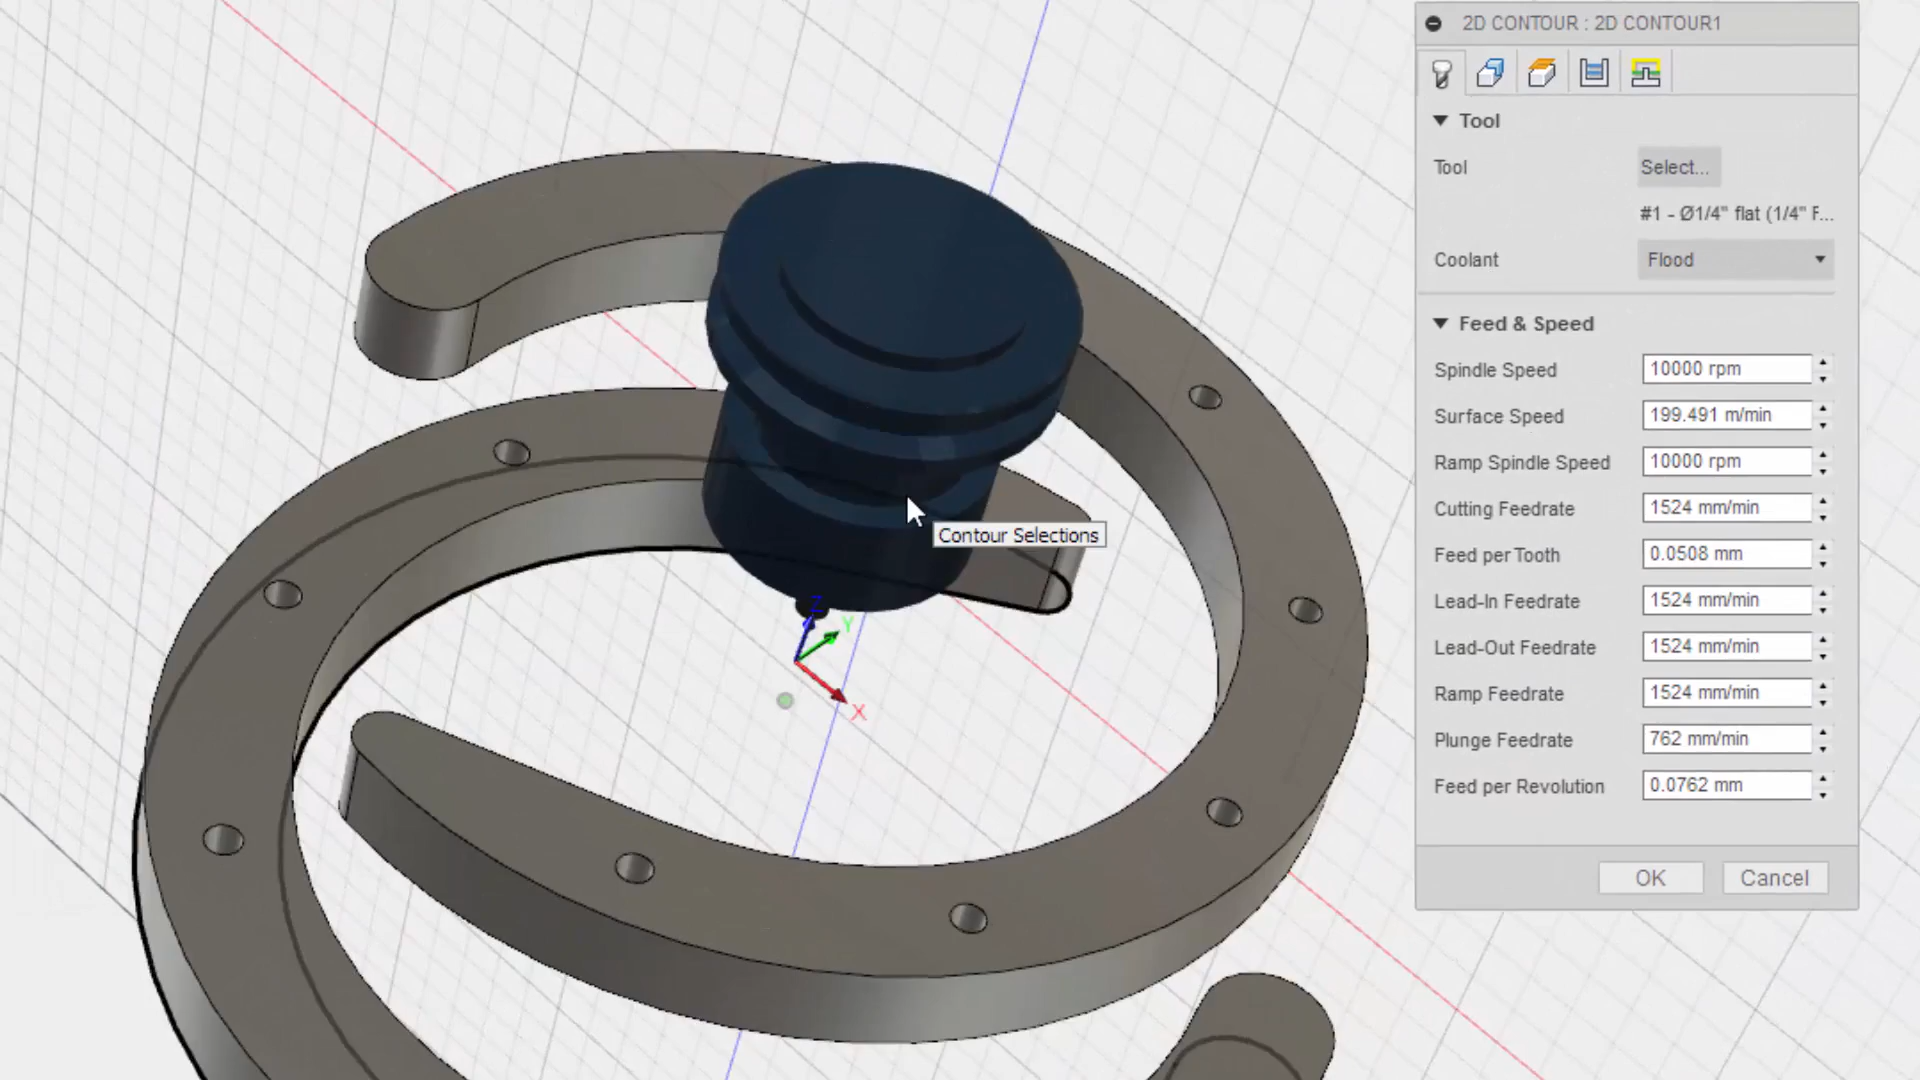 2D CONTOUR : 2D CONTOUR1
Tool
Tool Select...
#1 - Ø1/4" flat (1/4" F...
Coolant Flood
Feed & Speed
Spindle Speed 10000 rpm
Surface Speed 199.491 m/min
Ramp Spindle Speed 10000 rpm
Cutting Feedrate 1524 mm/min
Feed per Tooth 0.0508 mm
Lead-In Feedrate 1524 mm/min
Lead-Out Feedrate 1524 mm/min
Ramp Feedrate 1524 mm/min
Plunge Feedrate 762 mm/min
Feed per Revolution 0.0762 mm
OK Cancel
Contour Selections
Z
Y
X